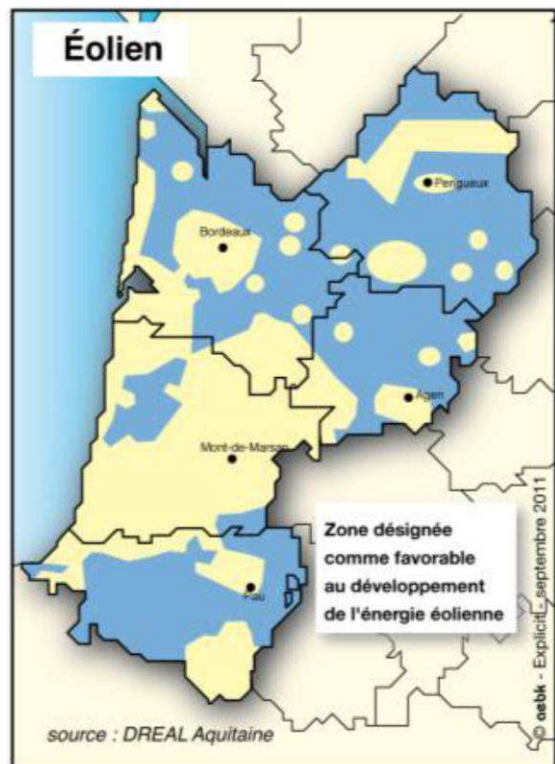 Éolien
Périgueux
Bordeaux
Agen
Mont-de-Marsan
Zone désignée
comme favorable
au développement
de l'énergie éolienne
Pau
source : DREAL Aquitaine
© aebk - Explicit - septembre 2011